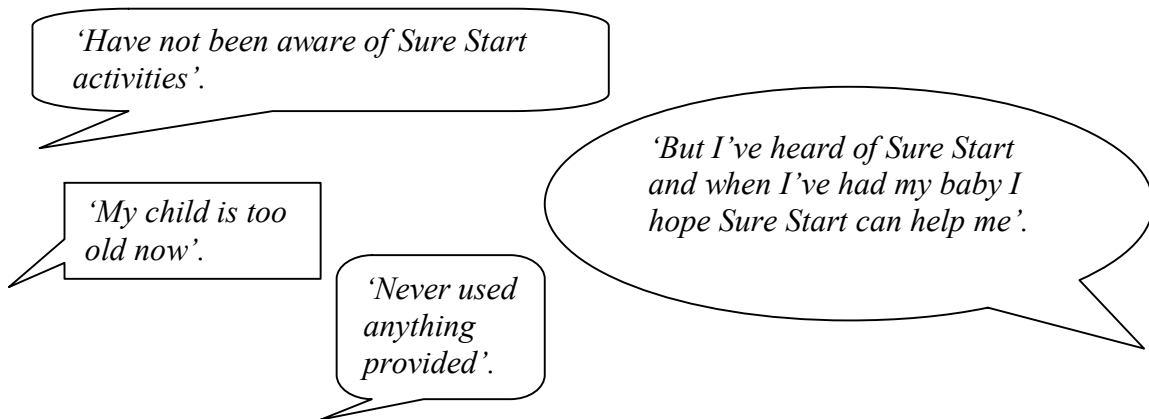 ‘Have not been aware of Sure Start
activities’.
‘But I’ve heard of Sure Start
and when I’ve had my baby I
hope Sure Start can help me’.
‘My child is too
old now’.
‘Never used
anything
provided’.